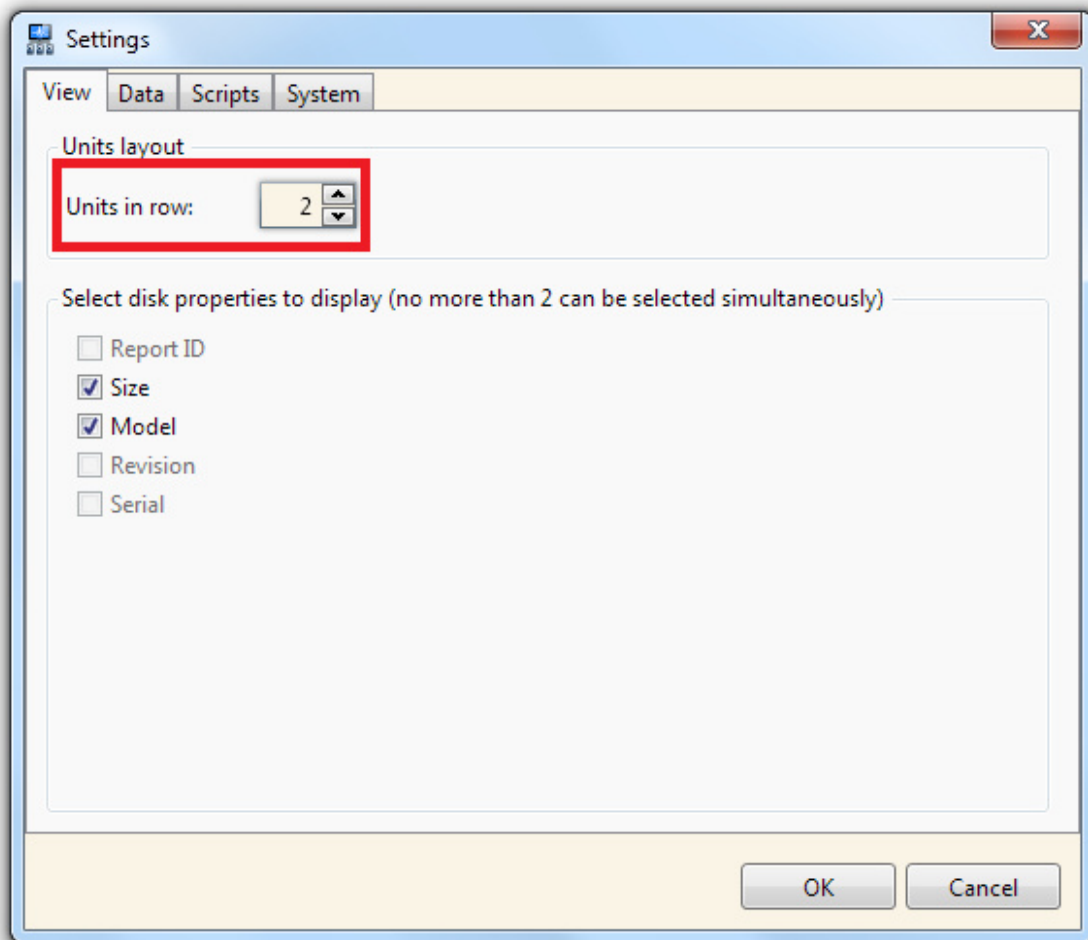 Settings
View Data Scripts System
Units layout
Units in row: 2
Select disk properties to display (no more than 2 can be selected simultaneously)
Report ID
Size
Model
Revision
Serial
OK Cancel